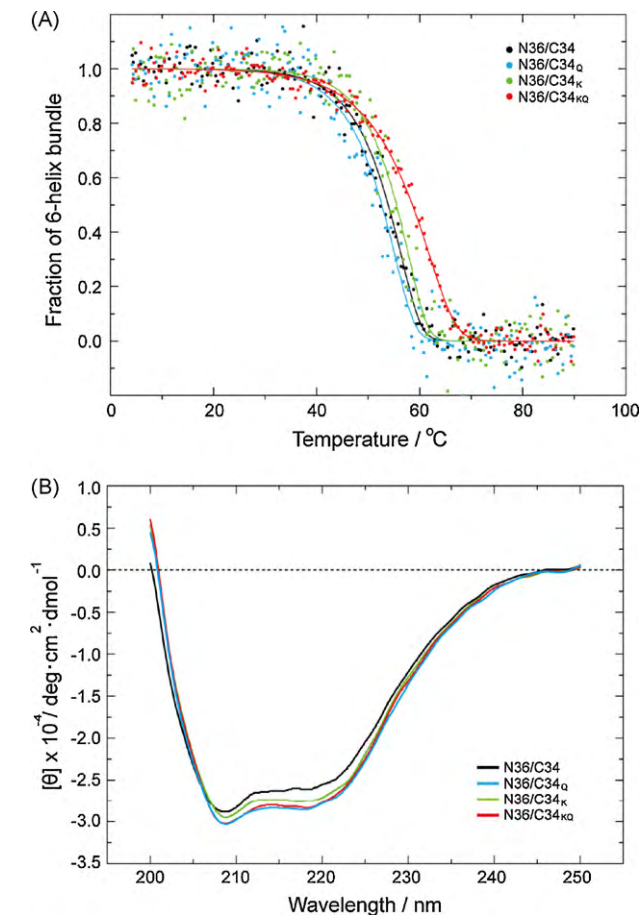 (A)
N36/C34
N36/C34Q
N36/C34K
N36/C34KQ
1.0
0.8
0.6
0.4
0.2
0.0
Fraction of 6-helix bundle
0 20 40 60 80 100
Temperature / °C
(B)
1.0
0.5
0.0
-0.5
-1.0
-1.5
-2.0
-2.5
-3.0
-3.5
[θ] x 10⁻⁴/ deg·cm²·dmol⁻¹
N36/C34
N36/C34Q
N36/C34K
N36/C34KQ
200 210 220 230 240 250
Wavelength / nm